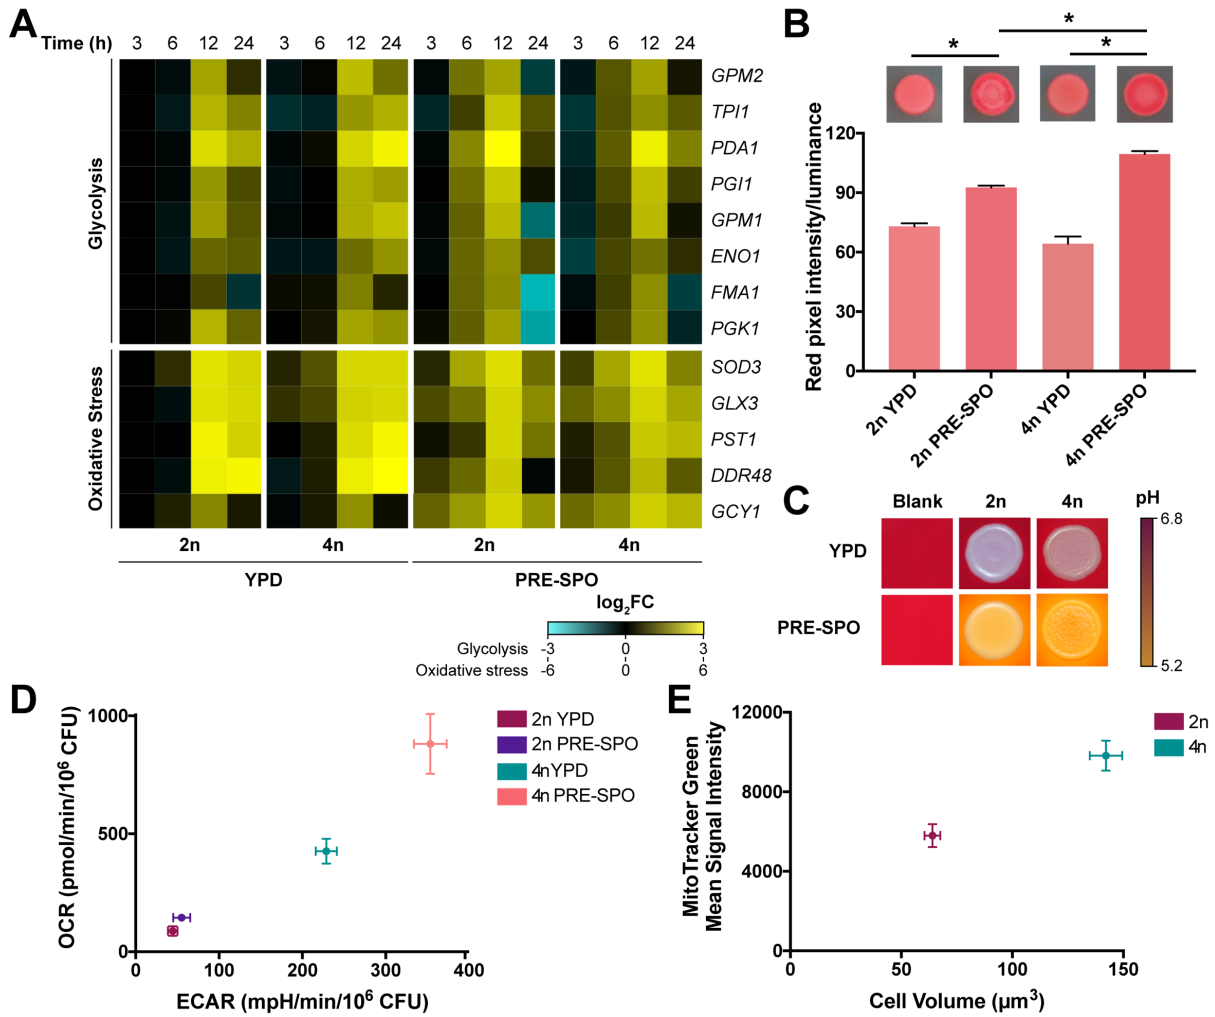 A
Time (h) 3 6 12 24 3 6 12 24 3 6 12 24 3 6 12 24
Glycolysis
GPM2
TPI1
PDA1
PGI1
GPM1
ENO1
FMA1
PGK1
Oxidative Stress
SOD3
GLX3
PST1
DDR48
GCY1
2n 4n 2n 4n
YPD PRE-SPO
log2FC
Glycolysis -3 0 3
Oxidative stress -6 0 6
B
*
* *
Red pixel intensity/luminance
120
90
60
30
0
2n YPD
2n PRE-SPO
4n YPD
4n PRE-SPO
C
Blank 2n 4n pH
YPD
PRE-SPO
6.8
5.2
D
OCR (pmol/min/10⁶ CFU)
1000
500
0
0 100 200 300 400
ECAR (mpH/min/10⁶ CFU)
2n YPD
2n PRE-SPO
4nYPD
4n PRE-SPO
E
MitoTracker Green
Mean Signal Intensity
12000
8000
4000
0
0 50 100 150
Cell Volume (µm³)
2n
4n